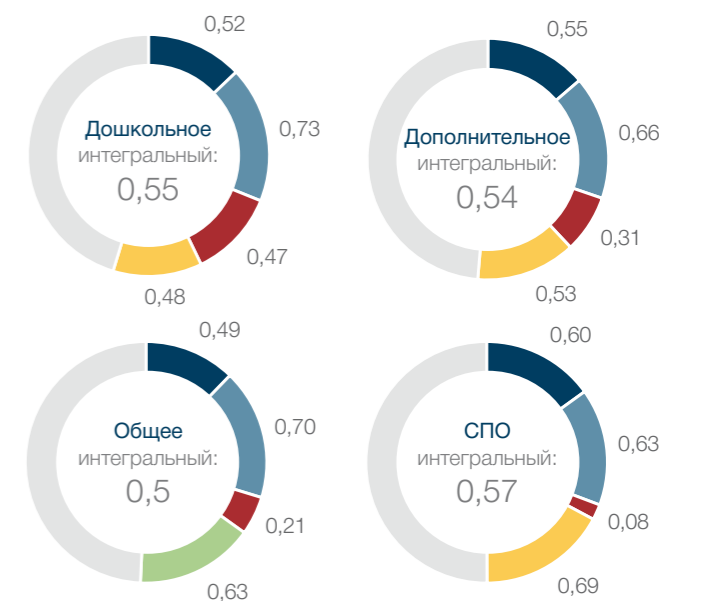 0,52
Дошкольное
интегральный:
0,55
0,73
0,47
0,48
0,55
Дополнительное
интегральный:
0,54
0,66
0,31
0,53
0,49
Общее
интегральный:
0,5
0,70
0,21
0,63
0,60
СПО
интегральный:
0,57
0,63
0,08
0,69